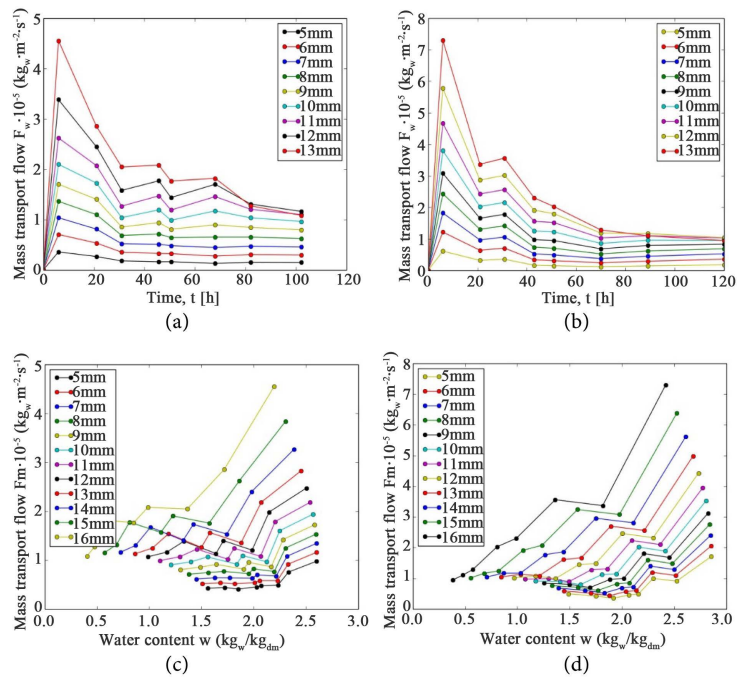 Mass transport flow F_w·10^-5 (kg_w·m^-2·s^-1)
5
4
3
2
1
0
0
20
40
60
80
100
120
Time, t [h]
5mm
6mm
7mm
8mm
9mm
10mm
11mm
12mm
13mm
(a)
Mass transport flow F_w·10^-5 (kg_w·m^-2·s^-1)
8
7
6
5
4
3
2
1
0
0
20
40
60
80
100
120
Time, t [h]
5mm
6mm
7mm
8mm
9mm
10mm
11mm
12mm
13mm
(b)
Mass transport flow Fm·10^-5 (kg_w·m^-2·s^-1)
5
4
3
2
1
0
0.0
0.5
1.0
1.5
2.0
2.5
3.0
Water content w (kg_w/kg_dm)
5mm
6mm
7mm
8mm
9mm
10mm
11mm
12mm
13mm
14mm
15mm
16mm
(c)
Mass transport flow Fm·10^-5 (kg_w·m^-2·s^-1)
8
7
6
5
4
3
2
1
0
0.0
0.5
1.0
1.5
2.0
2.5
3.0
Water content w (kg_w/kg_dm)
5mm
6mm
7mm
8mm
9mm
10mm
11mm
12mm
13mm
14mm
15mm
16mm
(d)